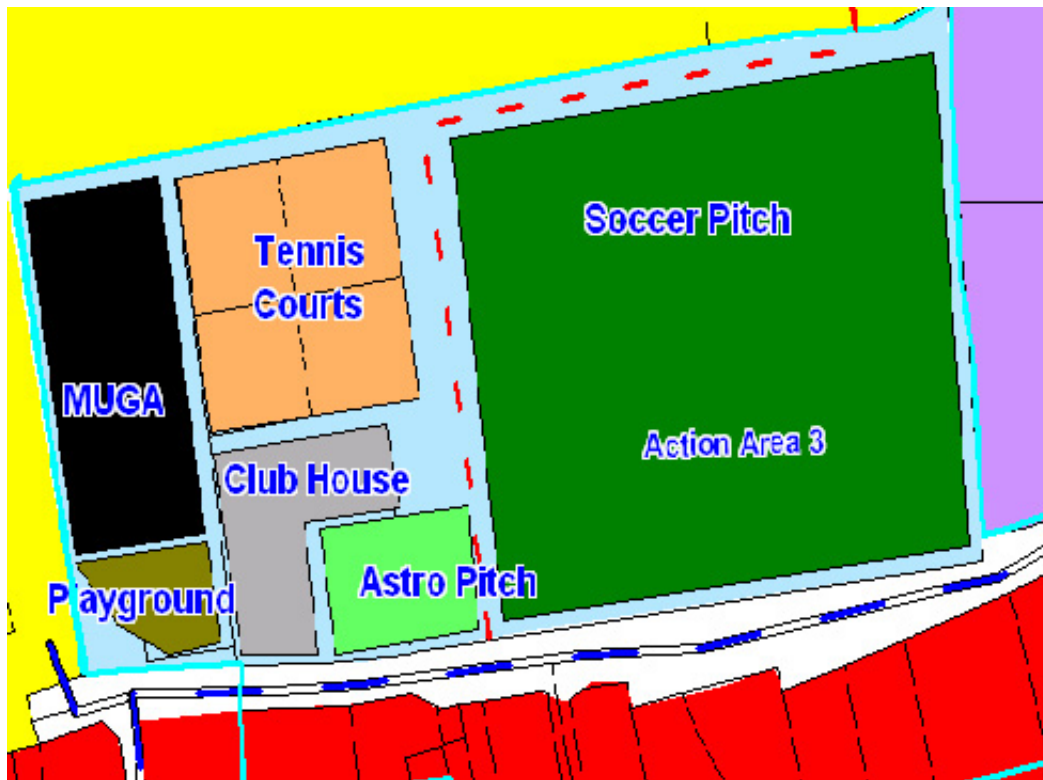 Soccer Pitch
Tennis
Courts
MUGA
Action Area 3
Club House
Astro Pitch
Playground